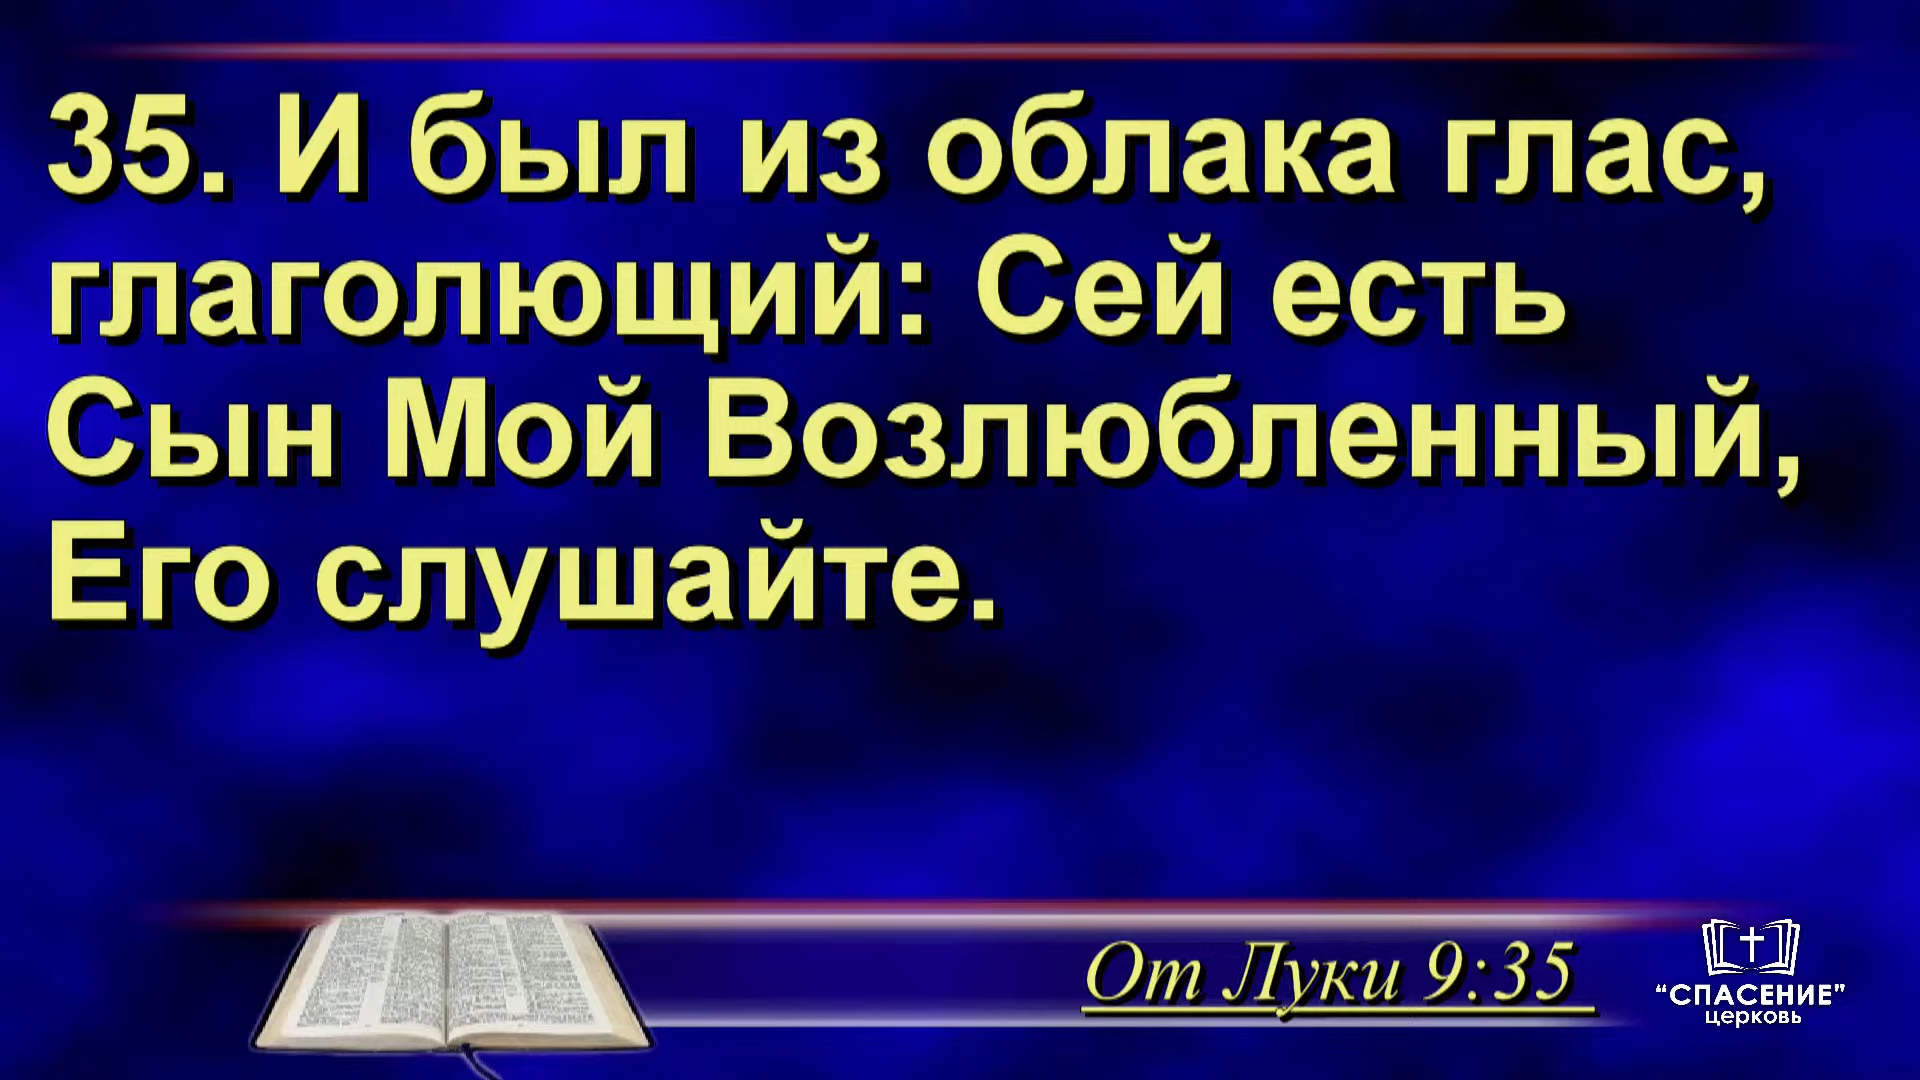 35. И был из облака глас,
глаголющий: Сей есть
Сын Мой Возлюбленный,
Его слушайте.
От Луки 9:35
“СПАСЕНИЕ”
церковь